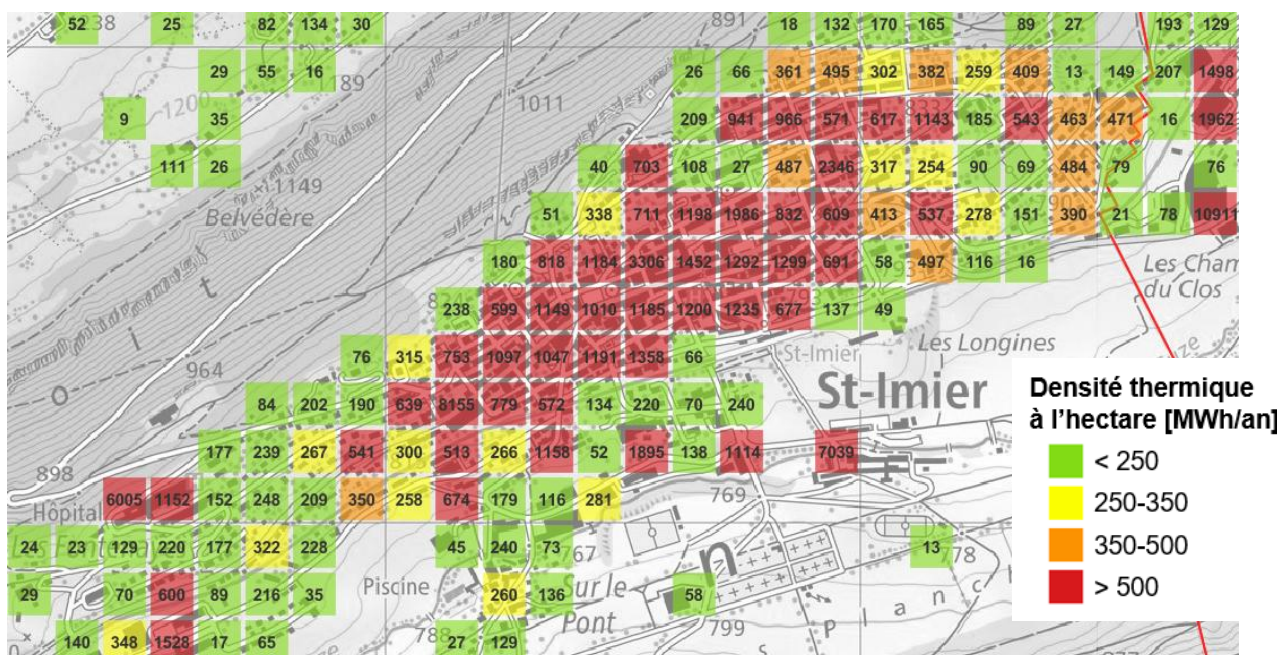 52 238 25 82 134 30 891 18 132 170 165 89 27 193 129
29 55 16 89 26 66 361 495 302 382 259 409 13 149 207 1498
9 1200 35 1011 209 941 966 571 617 1143 185 543 463 471 16 1962
111 26 1149 40 703 108 27 487 2346 317 254 90 69 484 79 76
Belvédère 51 338 711 1198 1986 832 609 413 537 278 151 390 21 78 10911
180 818 1184 3306 1452 1292 1299 691 58 497 116 16 Les Cham
t du Clos
238 599 1149 1010 1185 1200 1235 677 137 49
i 76 315 753 1097 1047 1191 1358 66 St-Imier Les Longines
964
o 84 202 190 639 8155 779 572 134 220 70 240 St-Imier
177 239 267 541 300 513 266 1158 52 1895 138 1114 7039
898
Hôpital 6005 1152 152 248 209 350 258 674 179 116 281 769
24 23 129 220 177 322 228 45 240 73 767 13 778
29 70 600 89 216 35 Piscine 260 136 Sur le 58 n
Pont
140 348 1528 17 65 27 129 799 s p l a n c h
Densité thermique
à l'hectare [MWh/an]
< 250
250-350
350-500
> 500